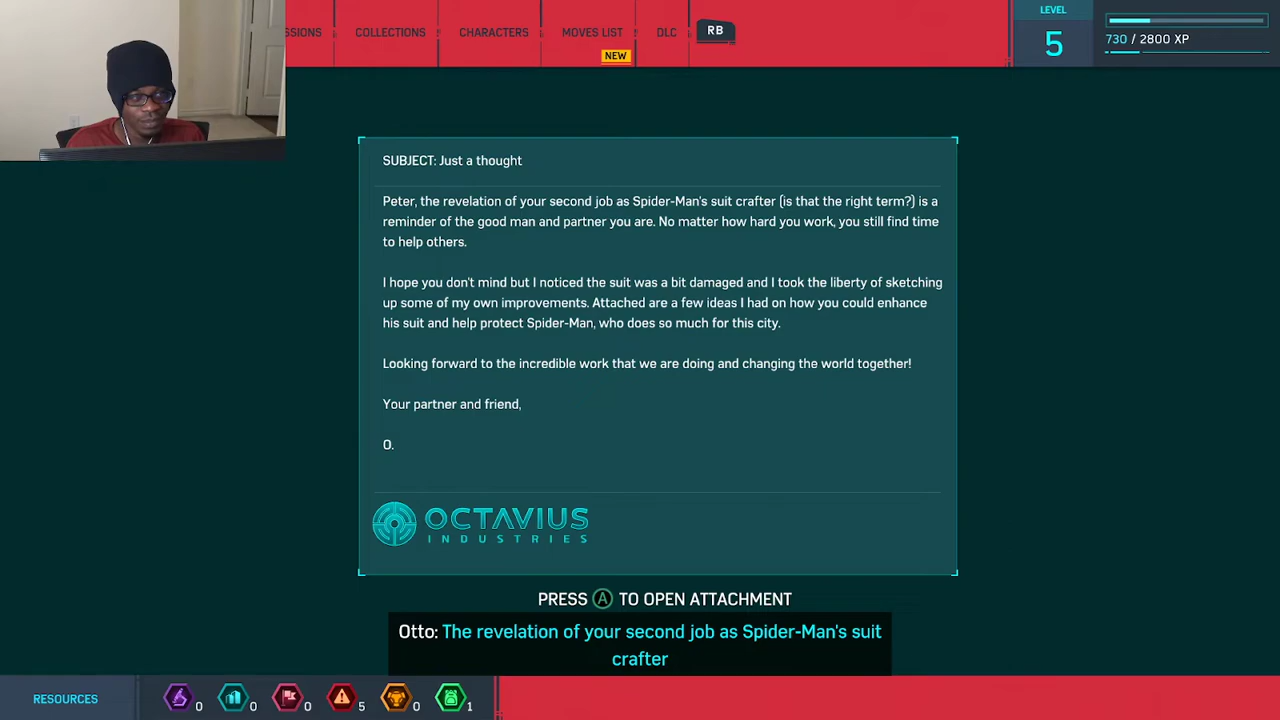 SSIONS COLLECTIONS CHARACTERS MOVES LIST DLC RB
NEW
LEVEL
5
730 / 2800 XP
SUBJECT: Just a thought
Peter, the revelation of your second job as Spider-Man's suit crafter (is that the right term?) is a
reminder of the good man and partner you are. No matter how hard you work, you still find time
to help others.
I hope you don't mind but I noticed the suit was a bit damaged and I took the liberty of sketching
up some of my own improvements. Attached are a few ideas I had on how you could enhance
his suit and help protect Spider-Man, who does so much for this city.
Looking forward to the incredible work that we are doing and changing the world together!
Your partner and friend,
O.
OCTAVIUS
INDUSTRIES
PRESS A TO OPEN ATTACHMENT
Otto: The revelation of your second job as Spider-Man's suit
crafter
RESOURCES 0 0 0 5 0 1